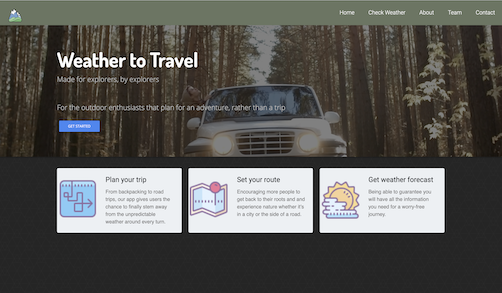 Home Check Weather About Team Contact
Weather to Travel
Made for explorers, by explorers
For the outdoor enthusiasts that plan for an adventure, rather than a trip
GET STARTED
Plan your trip
From backpacking to road
trips, our app gives users the
chance to finally stem away
from the unpredictable
weather around every turn.
Set your route
Encouraging more people to
get back to their roots and and
experience nature whether it's
in a city or the side of a road.
Get weather forecast
Being able to guarantee you
will have all the information
you need for a worry-free
journey.